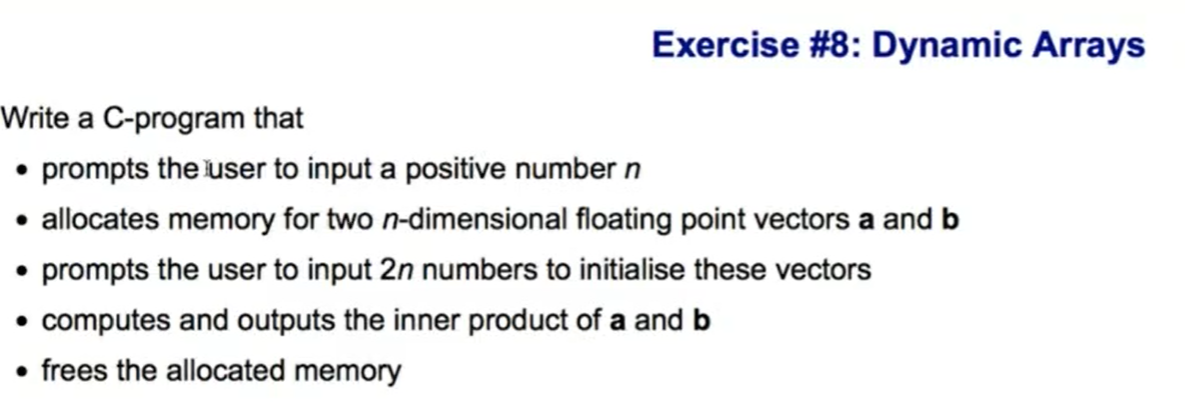 Exercise #8: Dynamic Arrays
Write a C-program that
• prompts the user to input a positive number n
• allocates memory for two n-dimensional floating point vectors a and b
• prompts the user to input 2n numbers to initialise these vectors
• computes and outputs the inner product of a and b
• frees the allocated memory